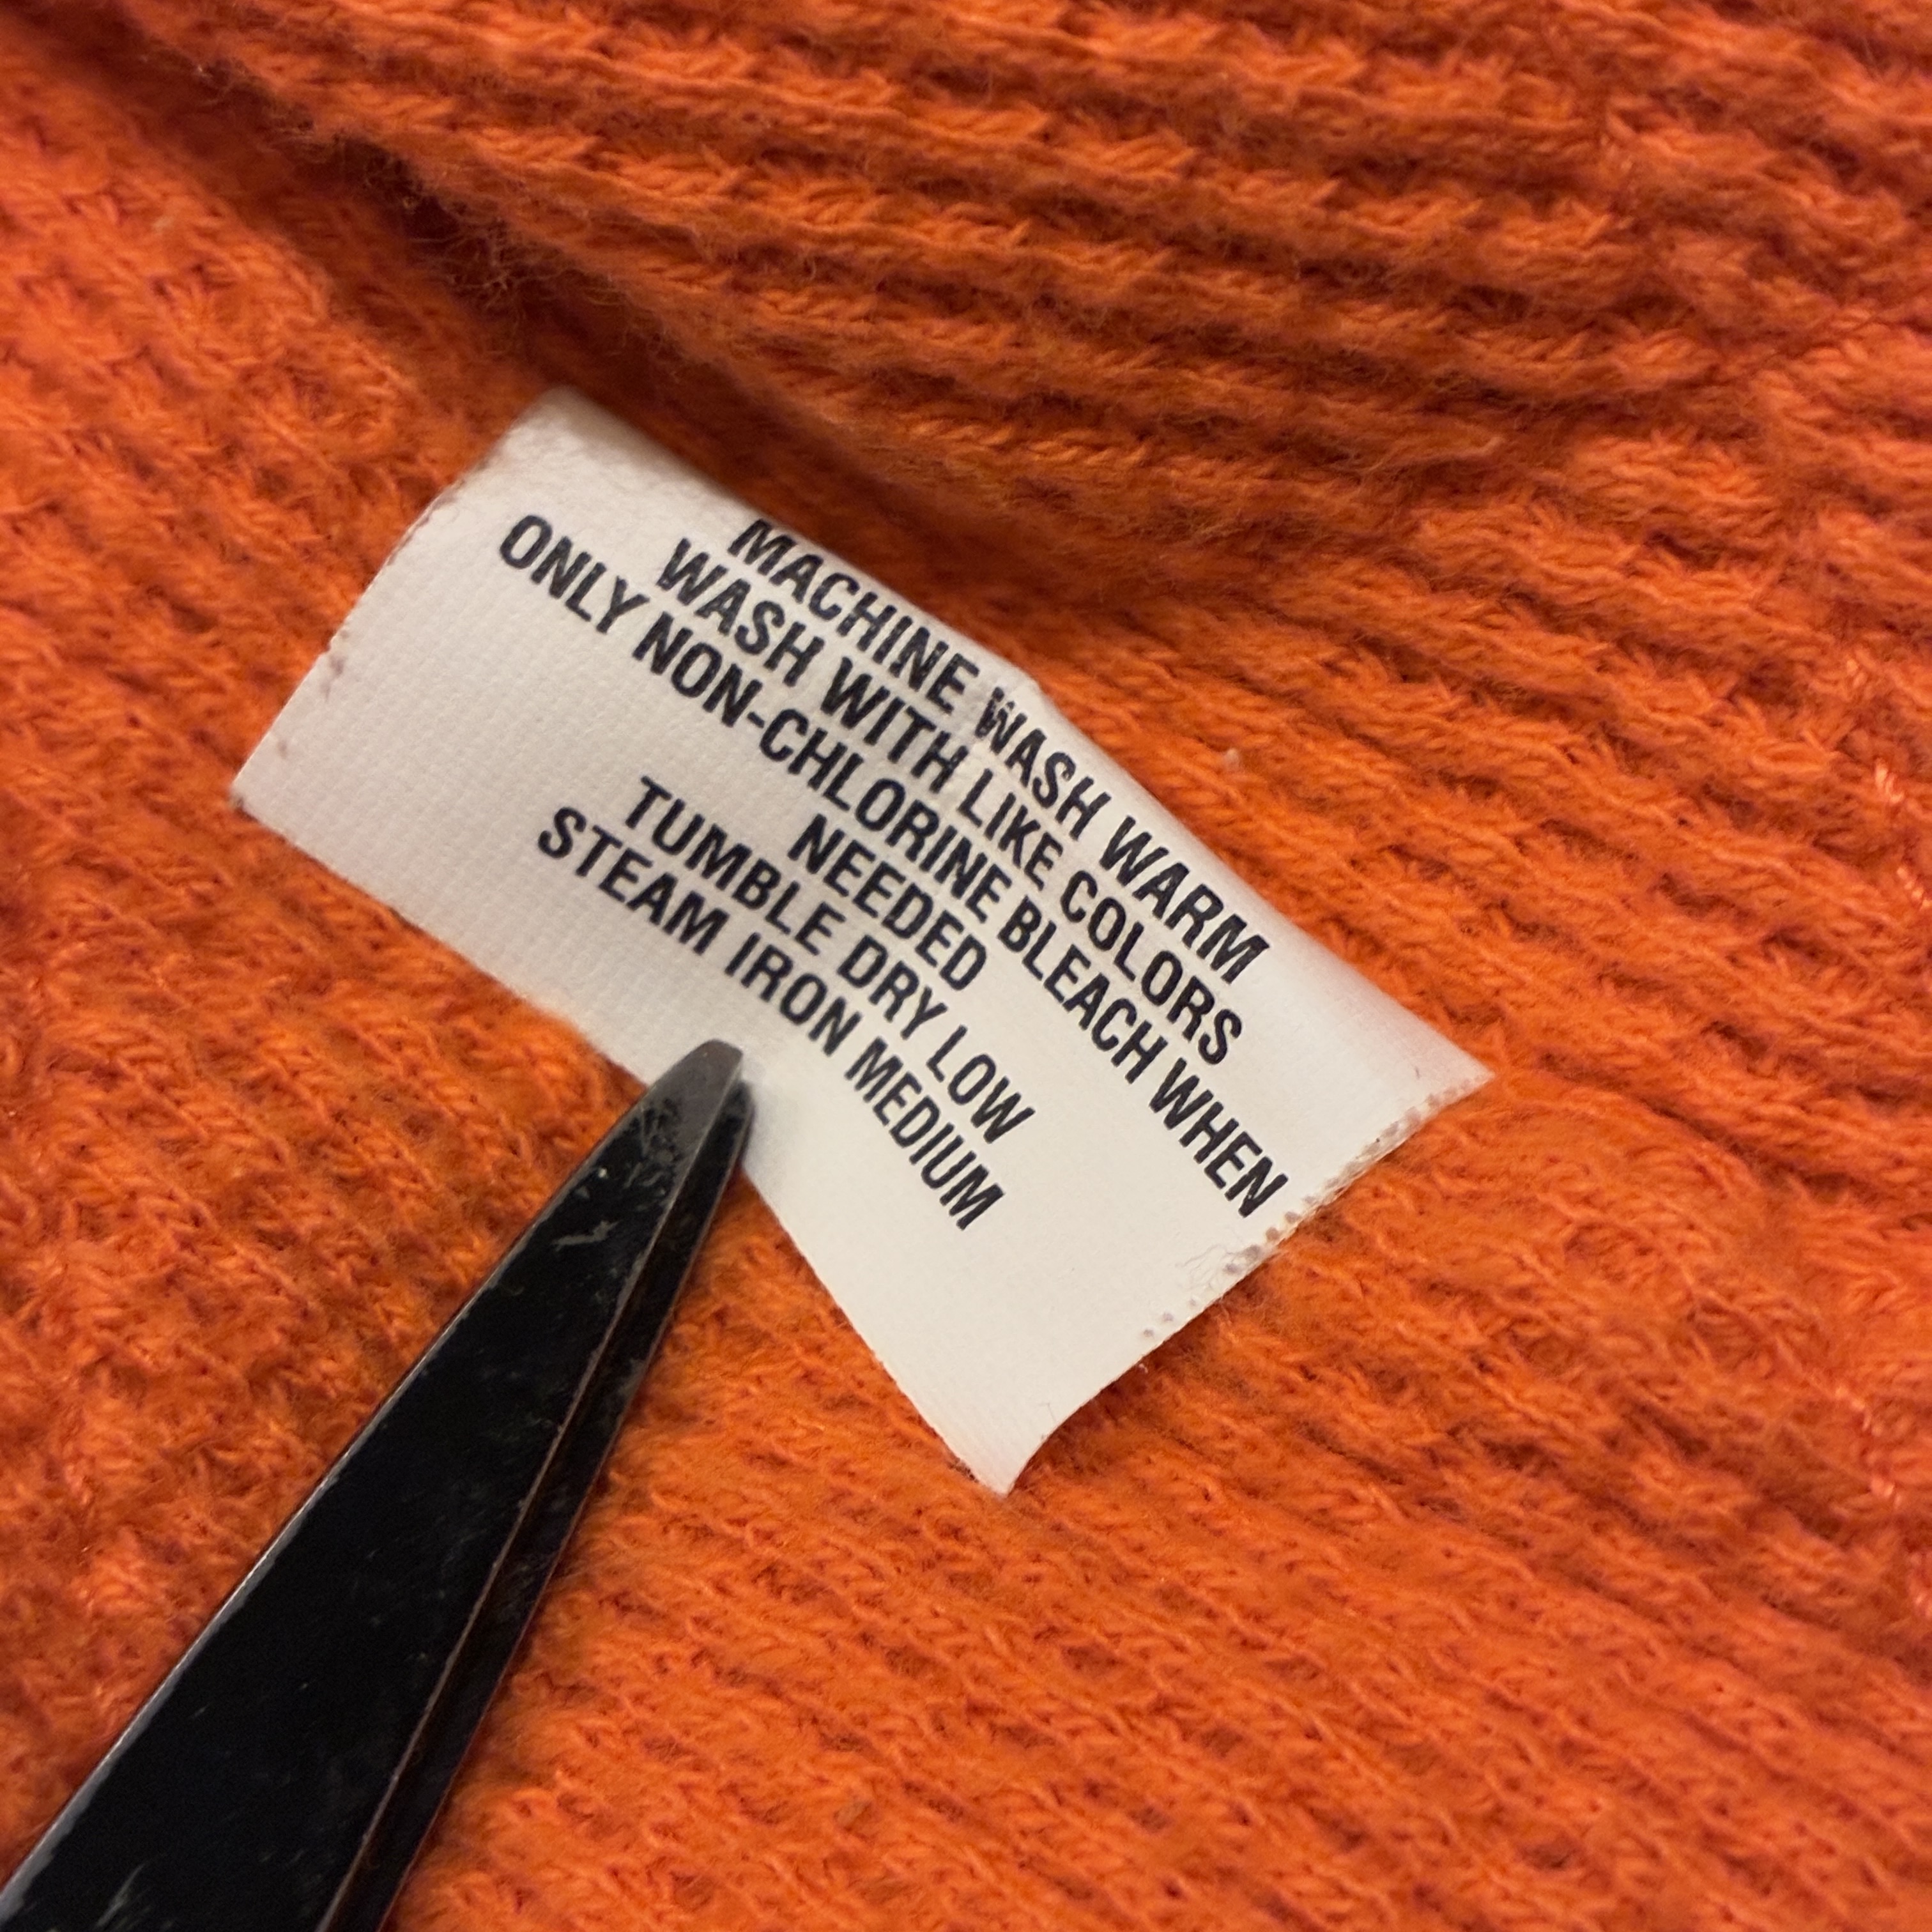 MACHINE WASH WARM
WASH WITH LIKE COLORS
ONLY NON-CHLORINE BLEACH WHEN
NEEDED
TUMBLE DRY LOW
STEAM IRON MEDIUM